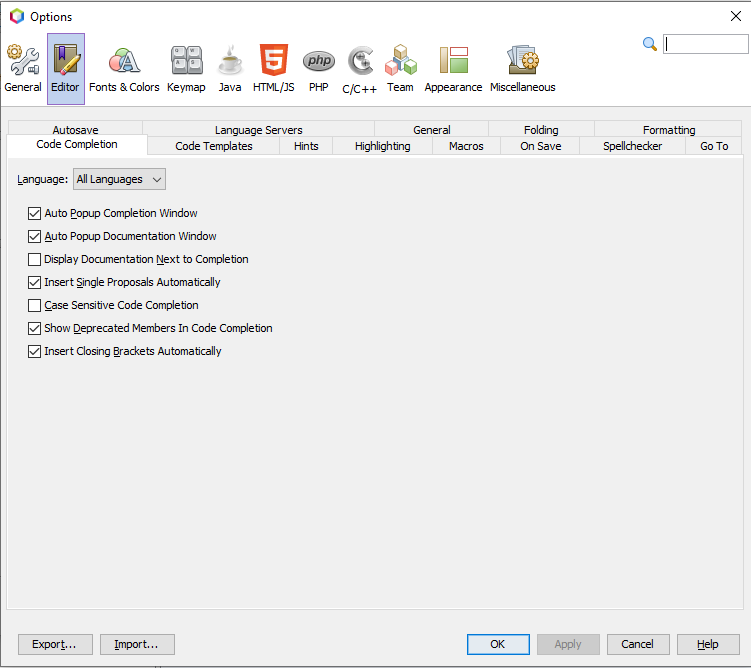 Options
General Editor Fonts & Colors Keymap Java HTML/JS PHP C/C++ Team Appearance Miscellaneous
Autosave Language Servers General Folding Formatting
Code Completion Code Templates Hints Highlighting Macros On Save Spellchecker Go To
Language: All Languages
Auto Popup Completion Window
Auto Popup Documentation Window
Display Documentation Next to Completion
Insert Single Proposals Automatically
Case Sensitive Code Completion
Show Deprecated Members In Code Completion
Insert Closing Brackets Automatically
Export... Import... OK Apply Cancel Help